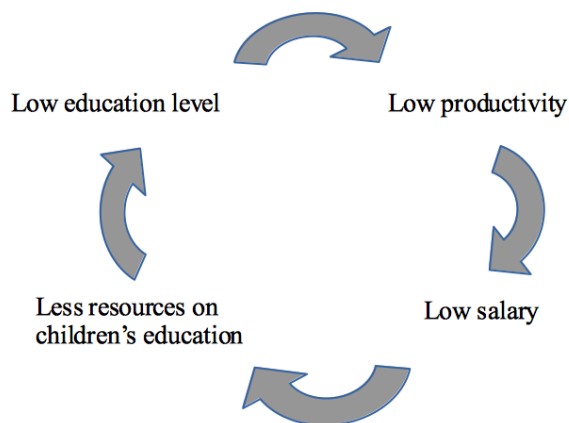 Low education level
Low productivity
Less resources on
children’s education
Low salary